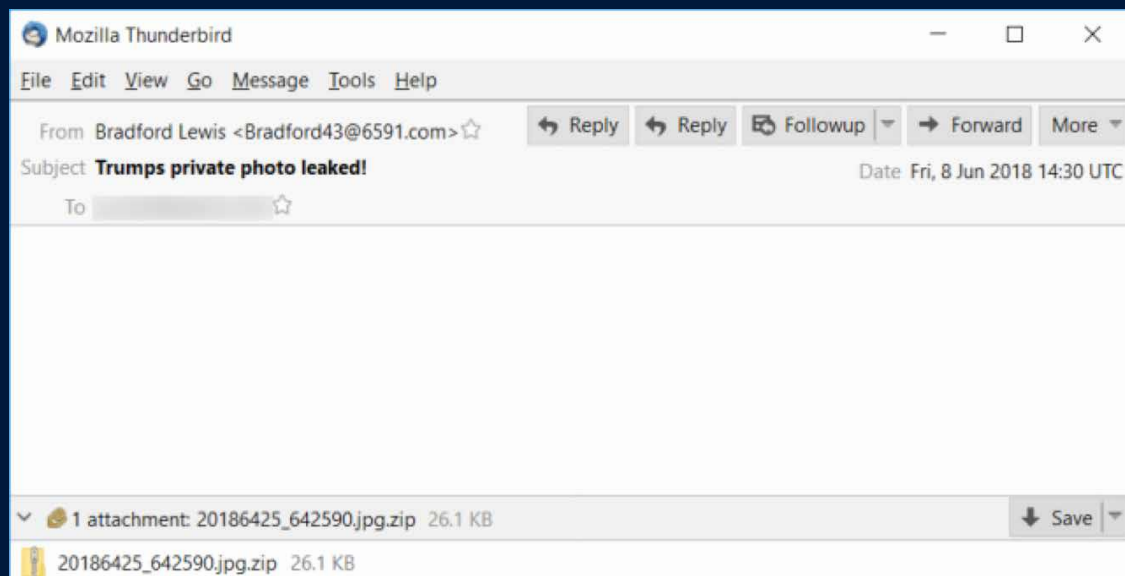 Mozilla Thunderbird
File Edit View Go Message Tools Help
From Bradford Lewis <Bradford43@6591.com> Reply Reply Followup Forward More
Subject Trumps private photo leaked! Date Fri, 8 Jun 2018 14:30 UTC
To
1 attachment: 20186425_642590.jpg.zip 26.1 KB Save
20186425_642590.jpg.zip 26.1 KB